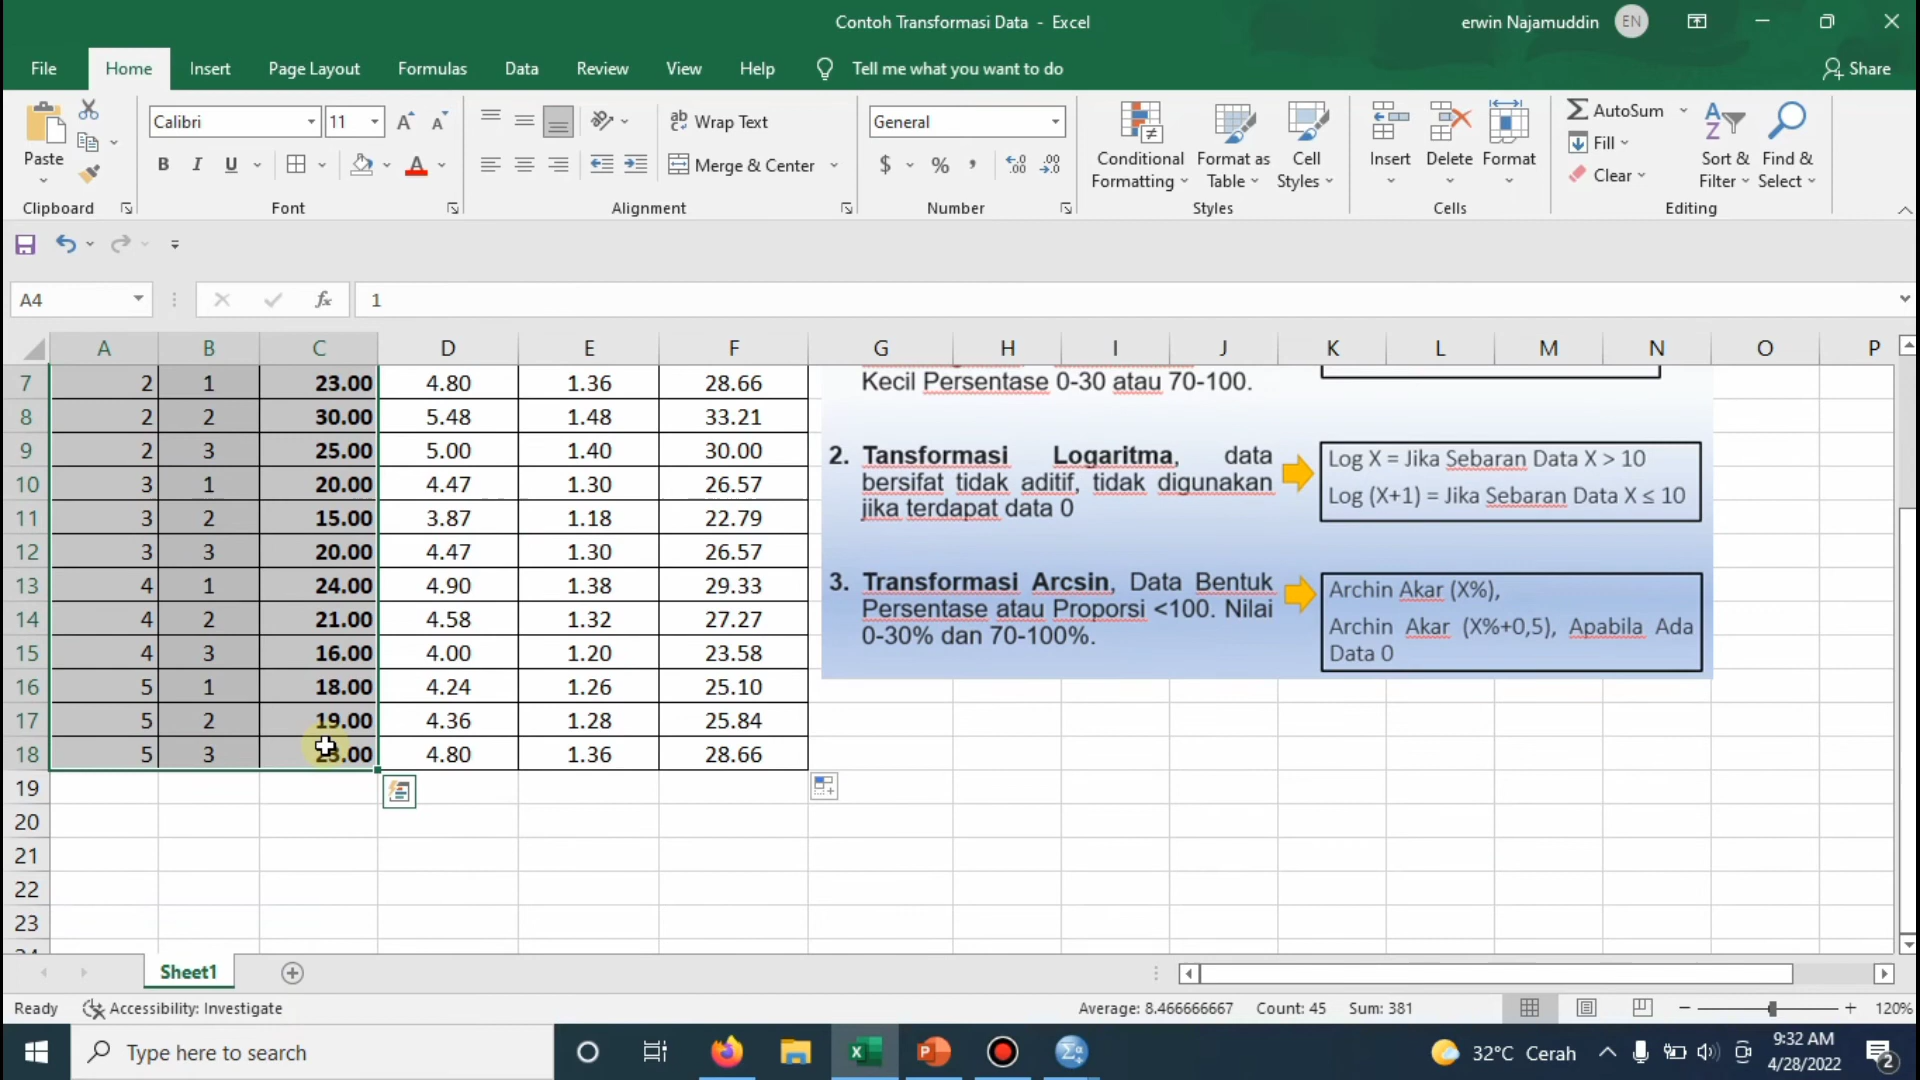 Contoh Transformasi Data - Excel
erwin Najamuddin EN
File Home Insert Page Layout Formulas Data Review View Help Tell me what you want to do Share
Calibri 11 Wrap Text General AutoSum
Paste B I U Merge & Center $ % , Conditional Formatting Format as Table Cell Styles Insert Delete Format Fill Clear Sort & Filter Find & Select
Clipboard Font Alignment Number Styles Cells Editing
A4 fx 1
A B C D E F G H I J K L M N O P
7 2 1 23.00 4.80 1.36 28.66
8 2 2 30.00 5.48 1.48 33.21
9 2 3 25.00 5.00 1.40 30.00
10 3 1 20.00 4.47 1.30 26.57
11 3 2 15.00 3.87 1.18 22.79
12 3 3 20.00 4.47 1.30 26.57
13 4 1 24.00 4.90 1.38 29.33
14 4 2 21.00 4.58 1.32 27.27
15 4 3 16.00 4.00 1.20 23.58
16 5 1 18.00 4.24 1.26 25.10
17 5 2 19.00 4.36 1.28 25.84
18 5 3 23.00 4.80 1.36 28.66
19
20
21
22
23
Kecil Persentase 0-30 atau 70-100.
2. Tansformasi Logaritma, data
bersifat tidak aditif, tidak digunakan
jika terdapat data 0
Log X = Jika Sebaran Data X > 10
Log (X+1) = Jika Sebaran Data X ≤ 10
3. Transformasi Arcsin, Data Bentuk
Persentase atau Proporsi <100. Nilai
0-30% dan 70-100%.
Archin Akar (X%),
Archin Akar (X%+0,5), Apabila Ada
Data 0
Sheet1
Ready Accessibility: Investigate Average: 8.466666667 Count: 45 Sum: 381 120%
Type here to search 32°C Cerah 9:32 AM
4/28/2022 2